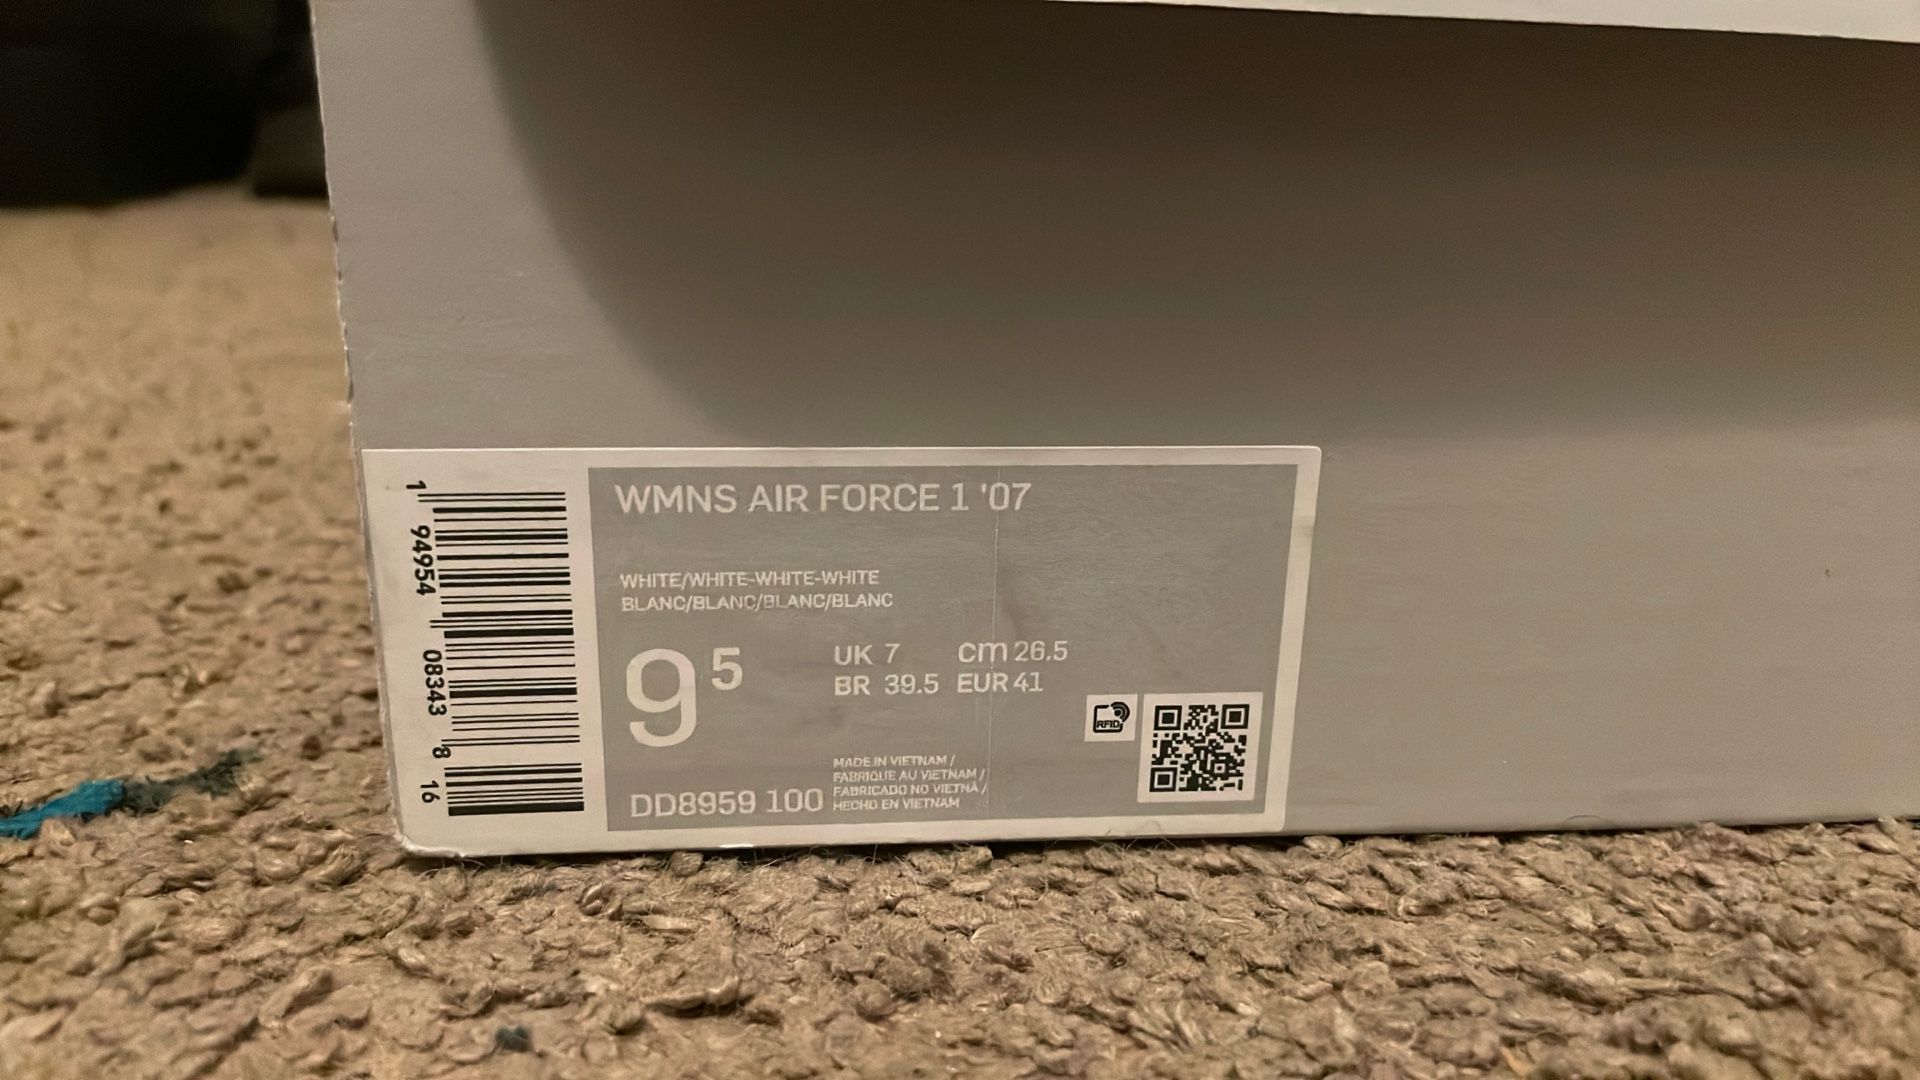 WMNS AIR FORCE 1 '07
WHITE/WHITE-WHITE-WHITE
BLANC/BLANC/BLANC/BLANC
9 5
UK 7 cm 26.5
BR 39.5 EUR 41
RFID
MADE IN VIETNAM /
FABRIQUE AU VIETNAM /
FABRICADO NO VIETNÃ /
HECHO EN VIETNAM
DD8959 100
1 94954 08343 8 16